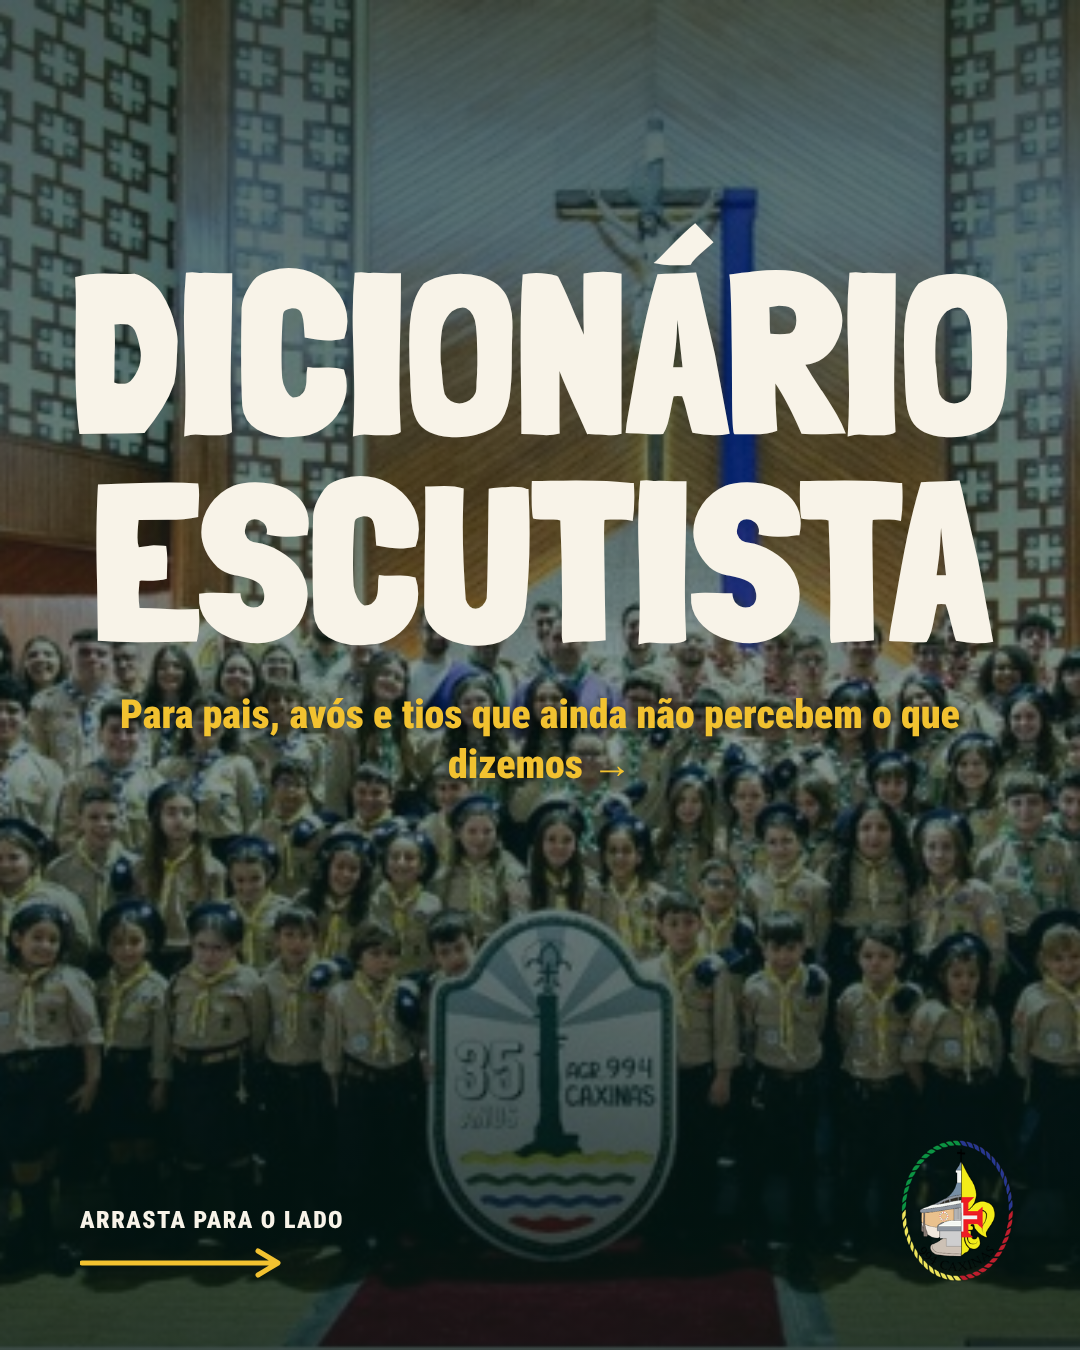 DICIONÁRIO
ESCUTISTA
Para pais, avós e tios que ainda não percebem o que
dizemos →
35
ANOS
AGR. 994
CAXINAS
ARRASTA PARA O LADO